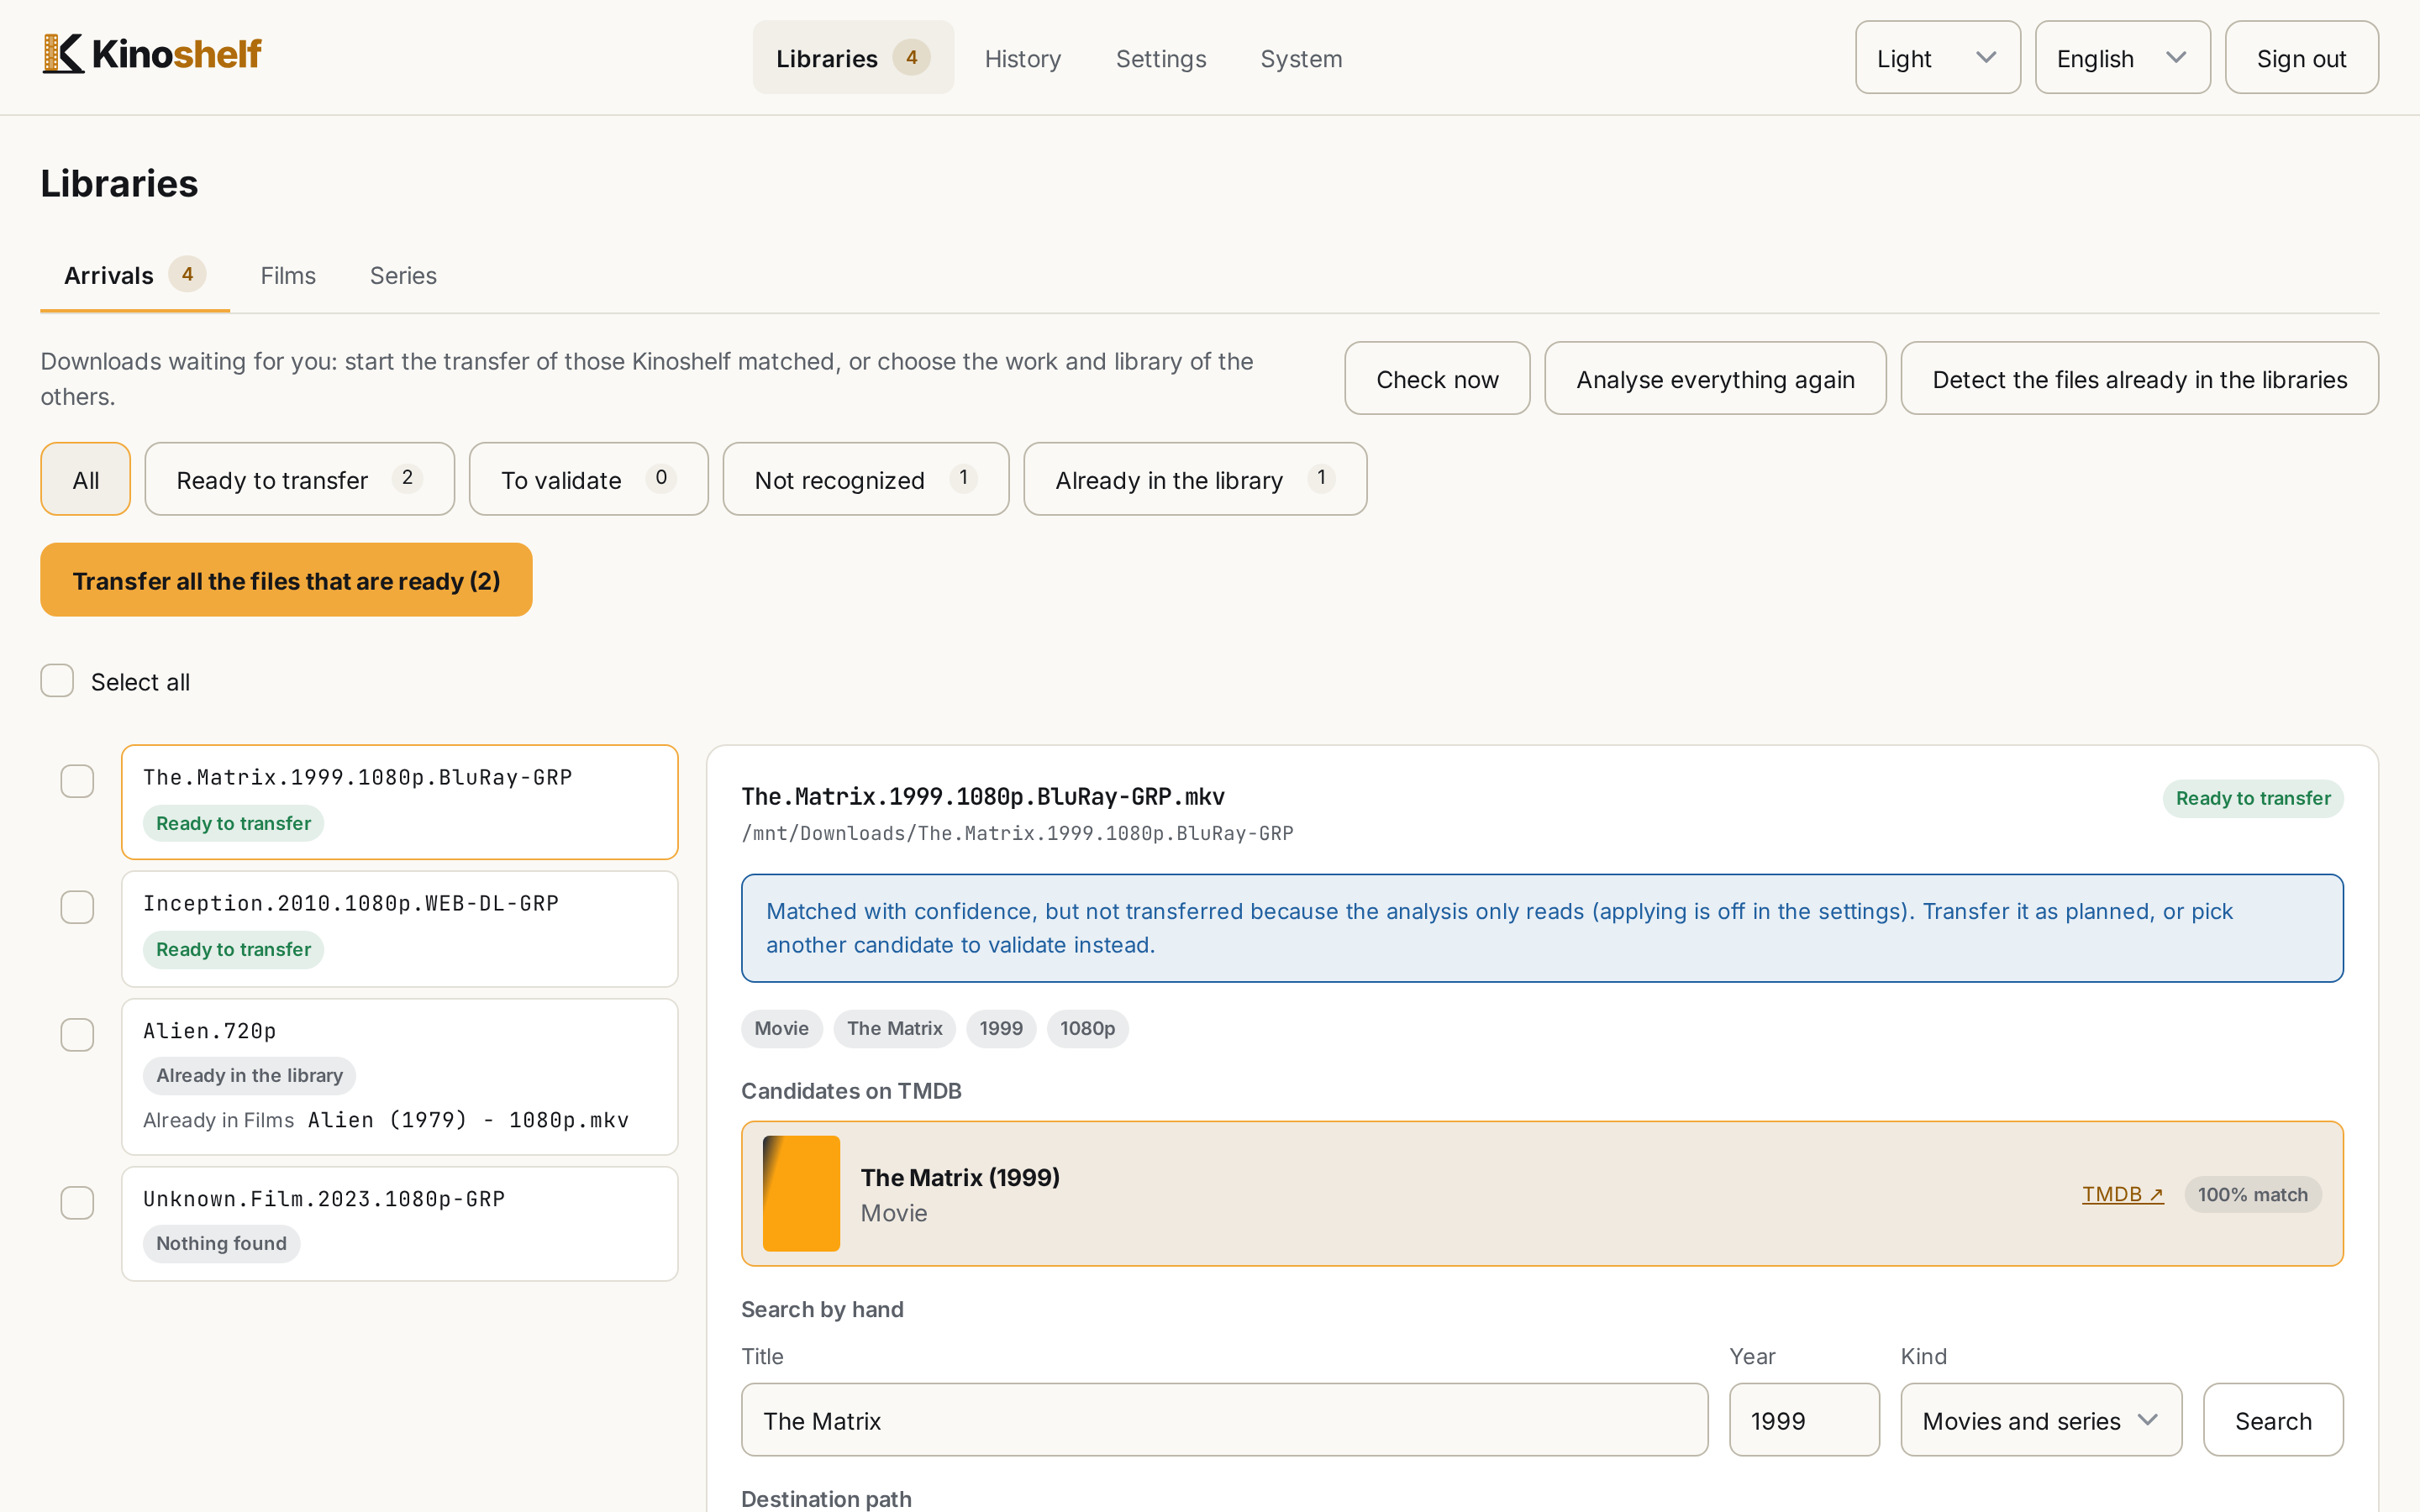 Kinoshelf
Libraries 4
History
Settings
System
Light
English
Sign out
Libraries
Arrivals 4
Films
Series
Downloads waiting for you: start the transfer of those Kinoshelf matched, or choose the work and library of the
others.
Check now
Analyse everything again
Detect the files already in the libraries
All
Ready to transfer 2
To validate 0
Not recognized 1
Already in the library 1
Transfer all the files that are ready (2)
Select all
The.Matrix.1999.1080p.BluRay-GRP
Ready to transfer
Inception.2010.1080p.WEB-DL-GRP
Ready to transfer
Alien.720p
Already in the library
Already in Films Alien (1979) - 1080p.mkv
Unknown.Film.2023.1080p-GRP
Nothing found
The.Matrix.1999.1080p.BluRay-GRP.mkv
Ready to transfer
/mnt/Downloads/The.Matrix.1999.1080p.BluRay-GRP
Matched with confidence, but not transferred because the analysis only reads (applying is off in the settings). Transfer it as planned, or pick
another candidate to validate instead.
Movie
The Matrix
1999
1080p
Candidates on TMDB
The Matrix (1999)
Movie
TMDB ↗
100% match
Search by hand
Title
Year
Kind
The Matrix
1999
Movies and series
Search
Destination path